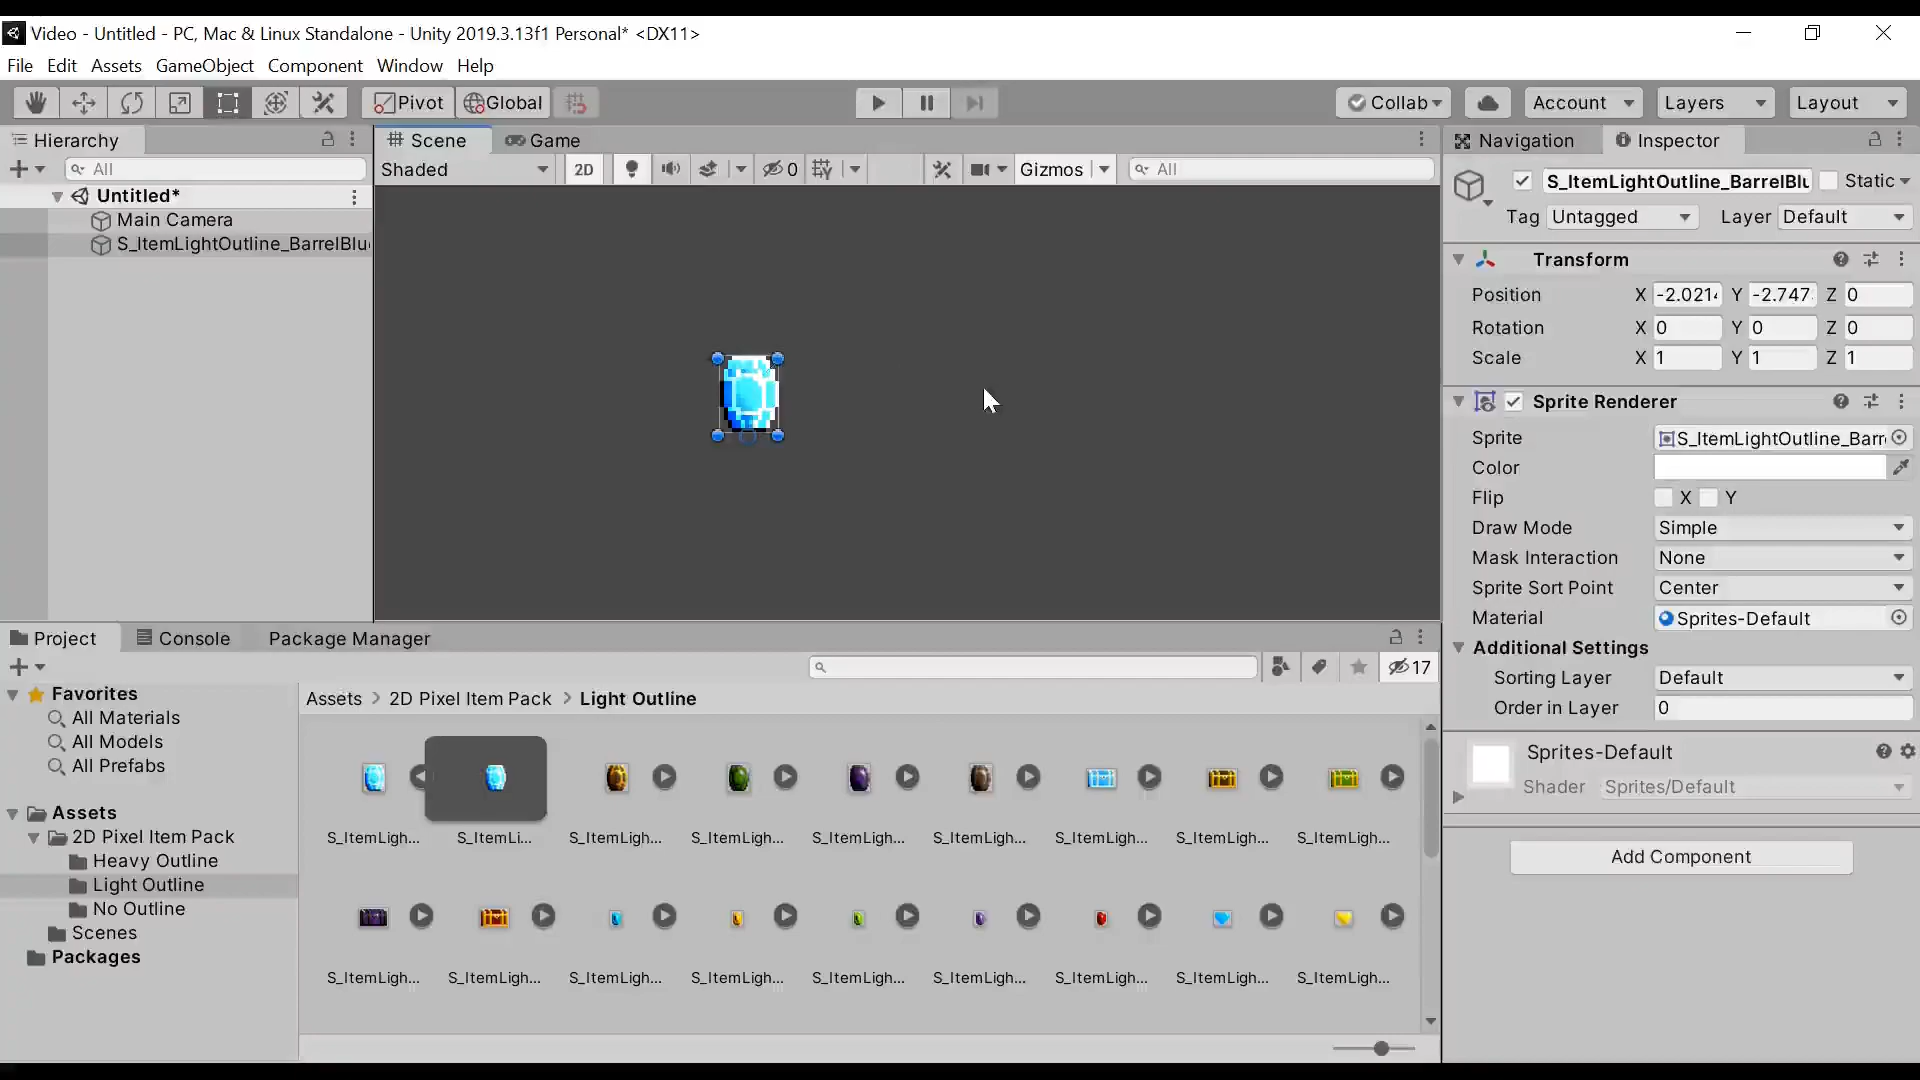 Video - Untitled - PC, Mac & Linux Standalone - Unity 2019.3.13f1 Personal* <DX11>
File Edit Assets GameObject Component Window Help
Pivot Global Collab Account Layers Layout
Hierarchy Scene Game Navigation Inspector
All Shaded 2D 0 Gizmos All S_ItemLightOutline_BarrelBlu Static
Untitled*
Main Camera
S_ItemLightOutline_BarrelBlu
Tag Untagged Layer Default
Transform
Position X -2.0214 Y -2.747 Z 0
Rotation X 0 Y 0 Z 0
Scale X 1 Y 1 Z 1
Sprite Renderer
Sprite S_ItemLightOutline_Barr
Color
Flip X Y
Draw Mode Simple
Mask Interaction None
Sprite Sort Point Center
Material Sprites-Default
Additional Settings
Sorting Layer Default
Order in Layer 0
Sprites-Default
Shader Sprites/Default
Add Component
Project Console Package Manager
17
Favorites
All Materials
All Models
All Prefabs
Assets
2D Pixel Item Pack
Heavy Outline
Light Outline
No Outline
Scenes
Packages
Assets > 2D Pixel Item Pack > Light Outline
S_ItemLigh... S_ItemLi... S_ItemLigh... S_ItemLigh... S_ItemLigh... S_ItemLigh... S_ItemLigh... S_ItemLigh... S_ItemLigh...
S_ItemLigh... S_ItemLigh... S_ItemLigh... S_ItemLigh... S_ItemLigh... S_ItemLigh... S_ItemLigh... S_ItemLigh... S_ItemLigh...